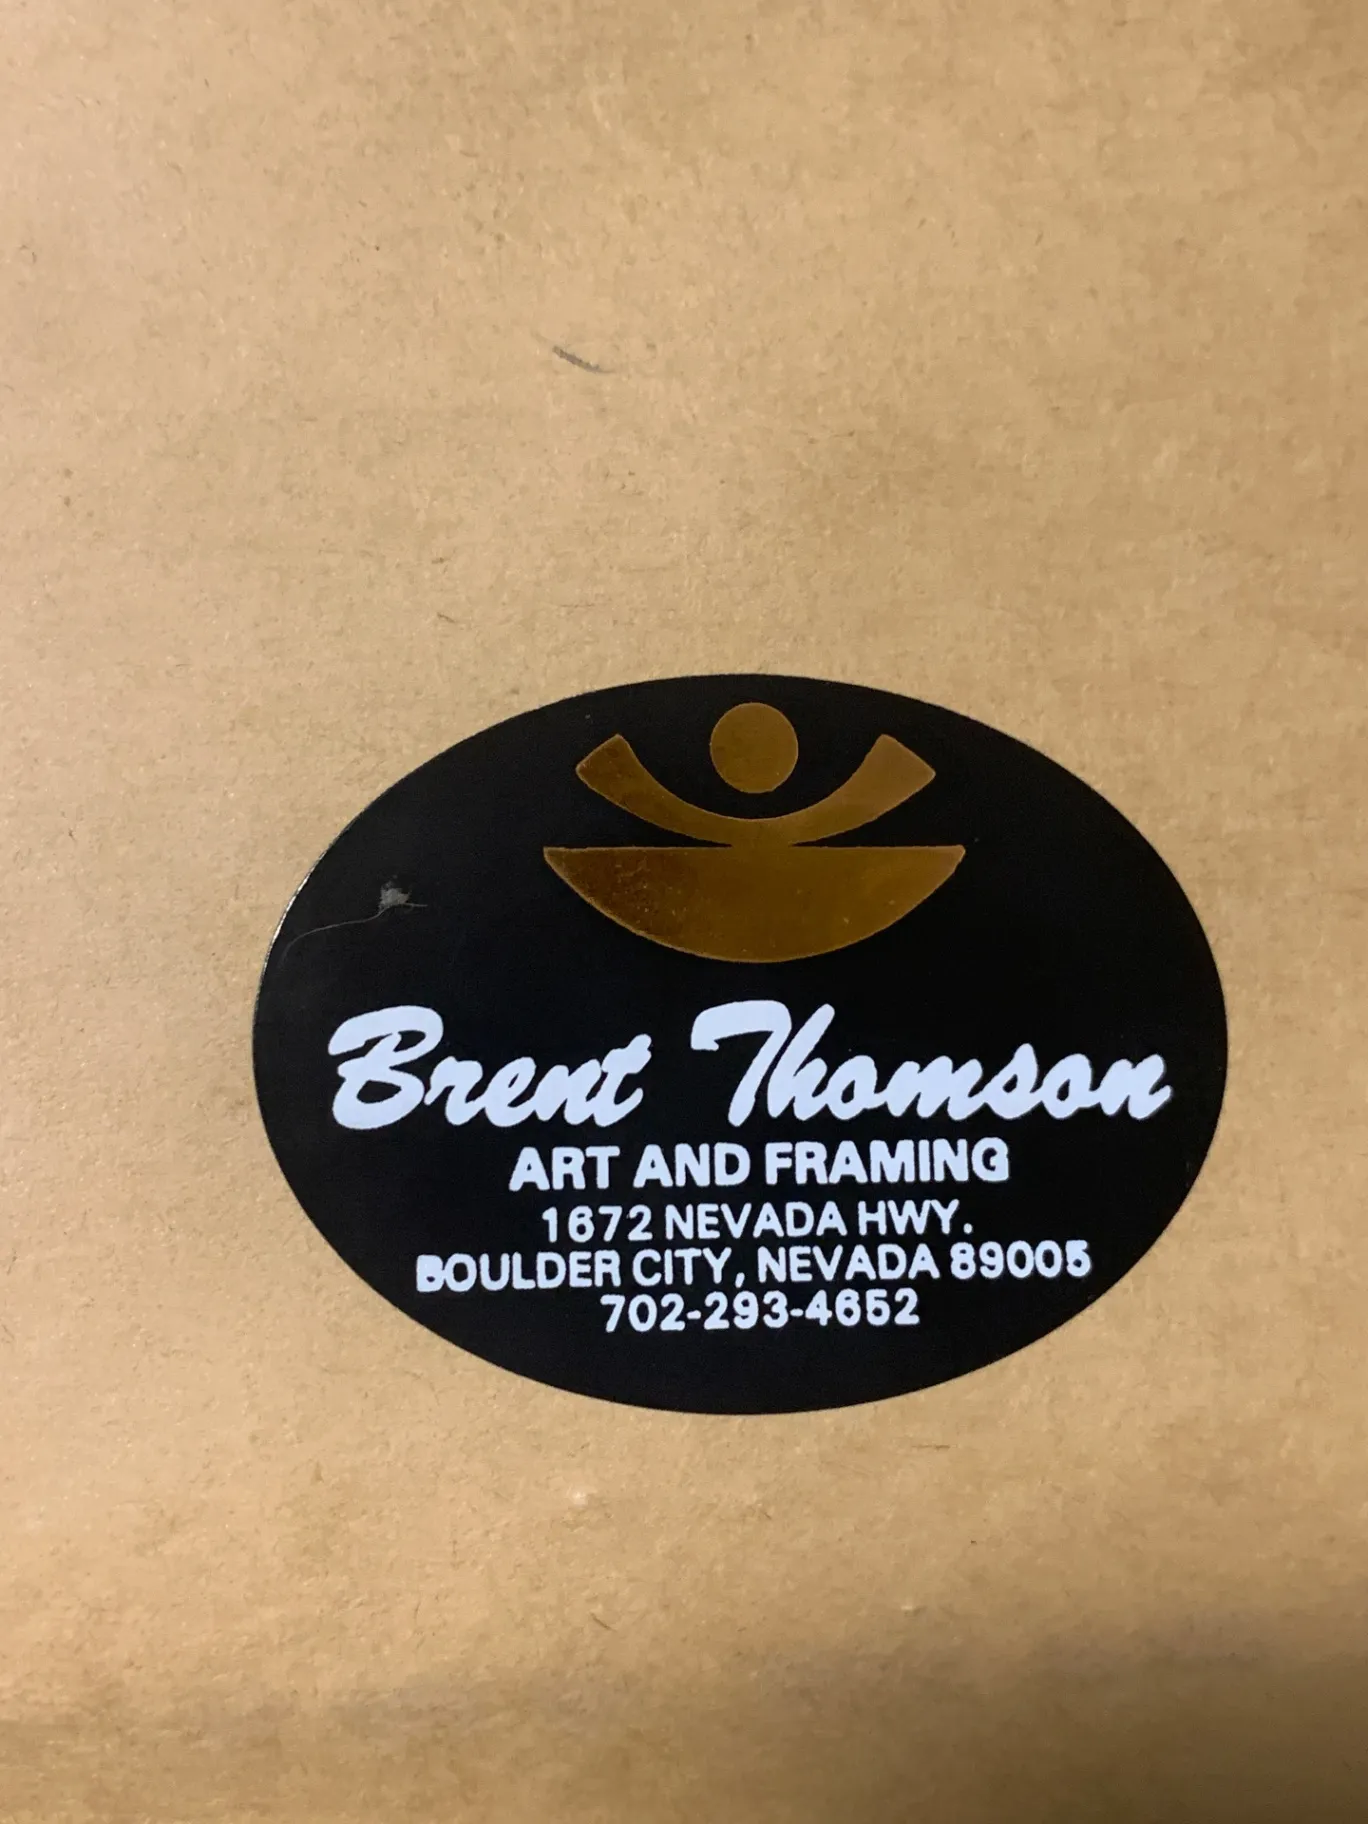 Brent Thomson
ART AND FRAMING
1672 NEVADA HWY.
BOULDER CITY, NEVADA 89005
702-293-4652